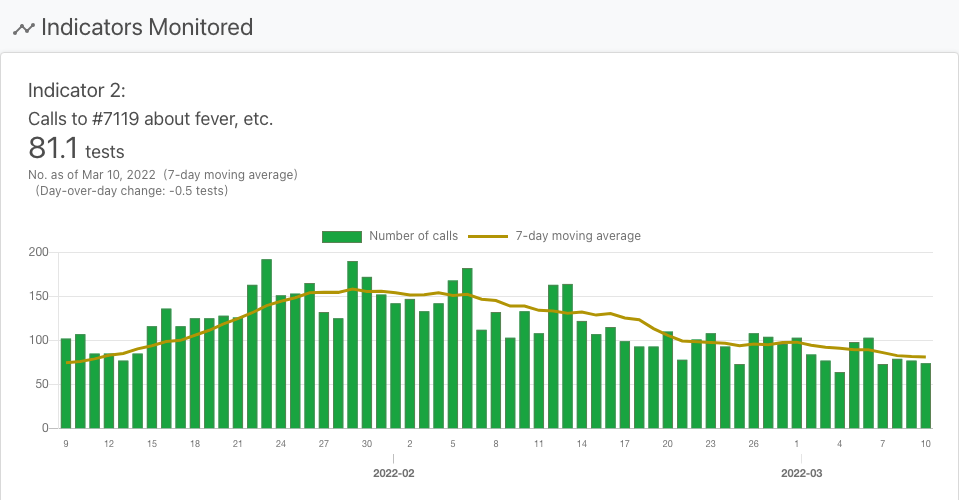 Indicators Monitored
Indicator 2:
Calls to #7119 about fever, etc.
81.1 tests
No. as of Mar 10, 2022 (7-day moving average)
(Day-over-day change: -0.5 tests)
Number of calls 7-day moving average
200
150
100
50
0
9 12 15 18 21 24 27 30 2 5 8 11 14 17 20 23 26 1 4 7 10
2022-02 2022-03